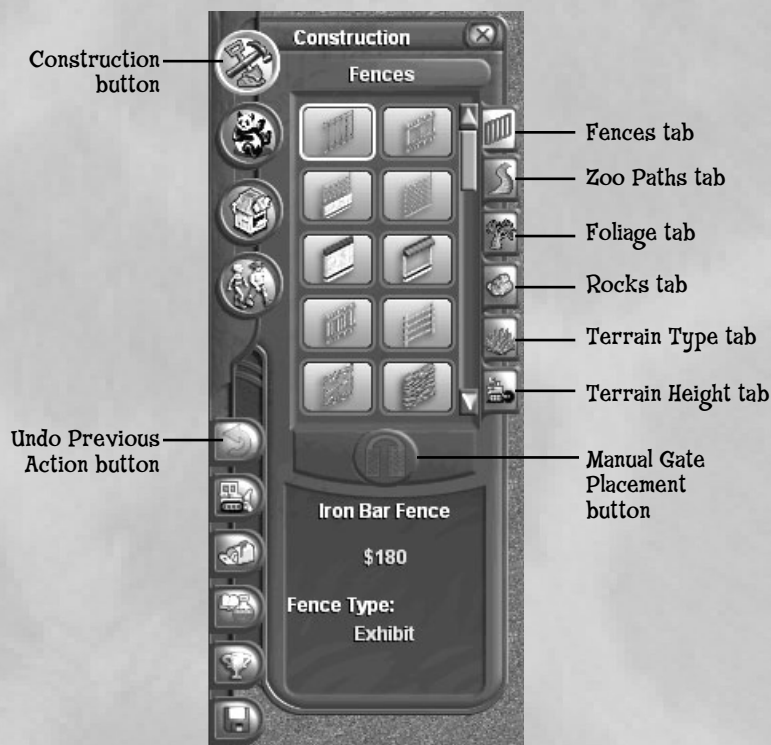 Construction
Fences
Construction
button
Fences tab
Zoo Paths tab
Foliage tab
Rocks tab
Terrain Type tab
Terrain Height tab
Undo Previous
Action button
Manual Gate
Placement
button
Iron Bar Fence
$180
Fence Type:
Exhibit